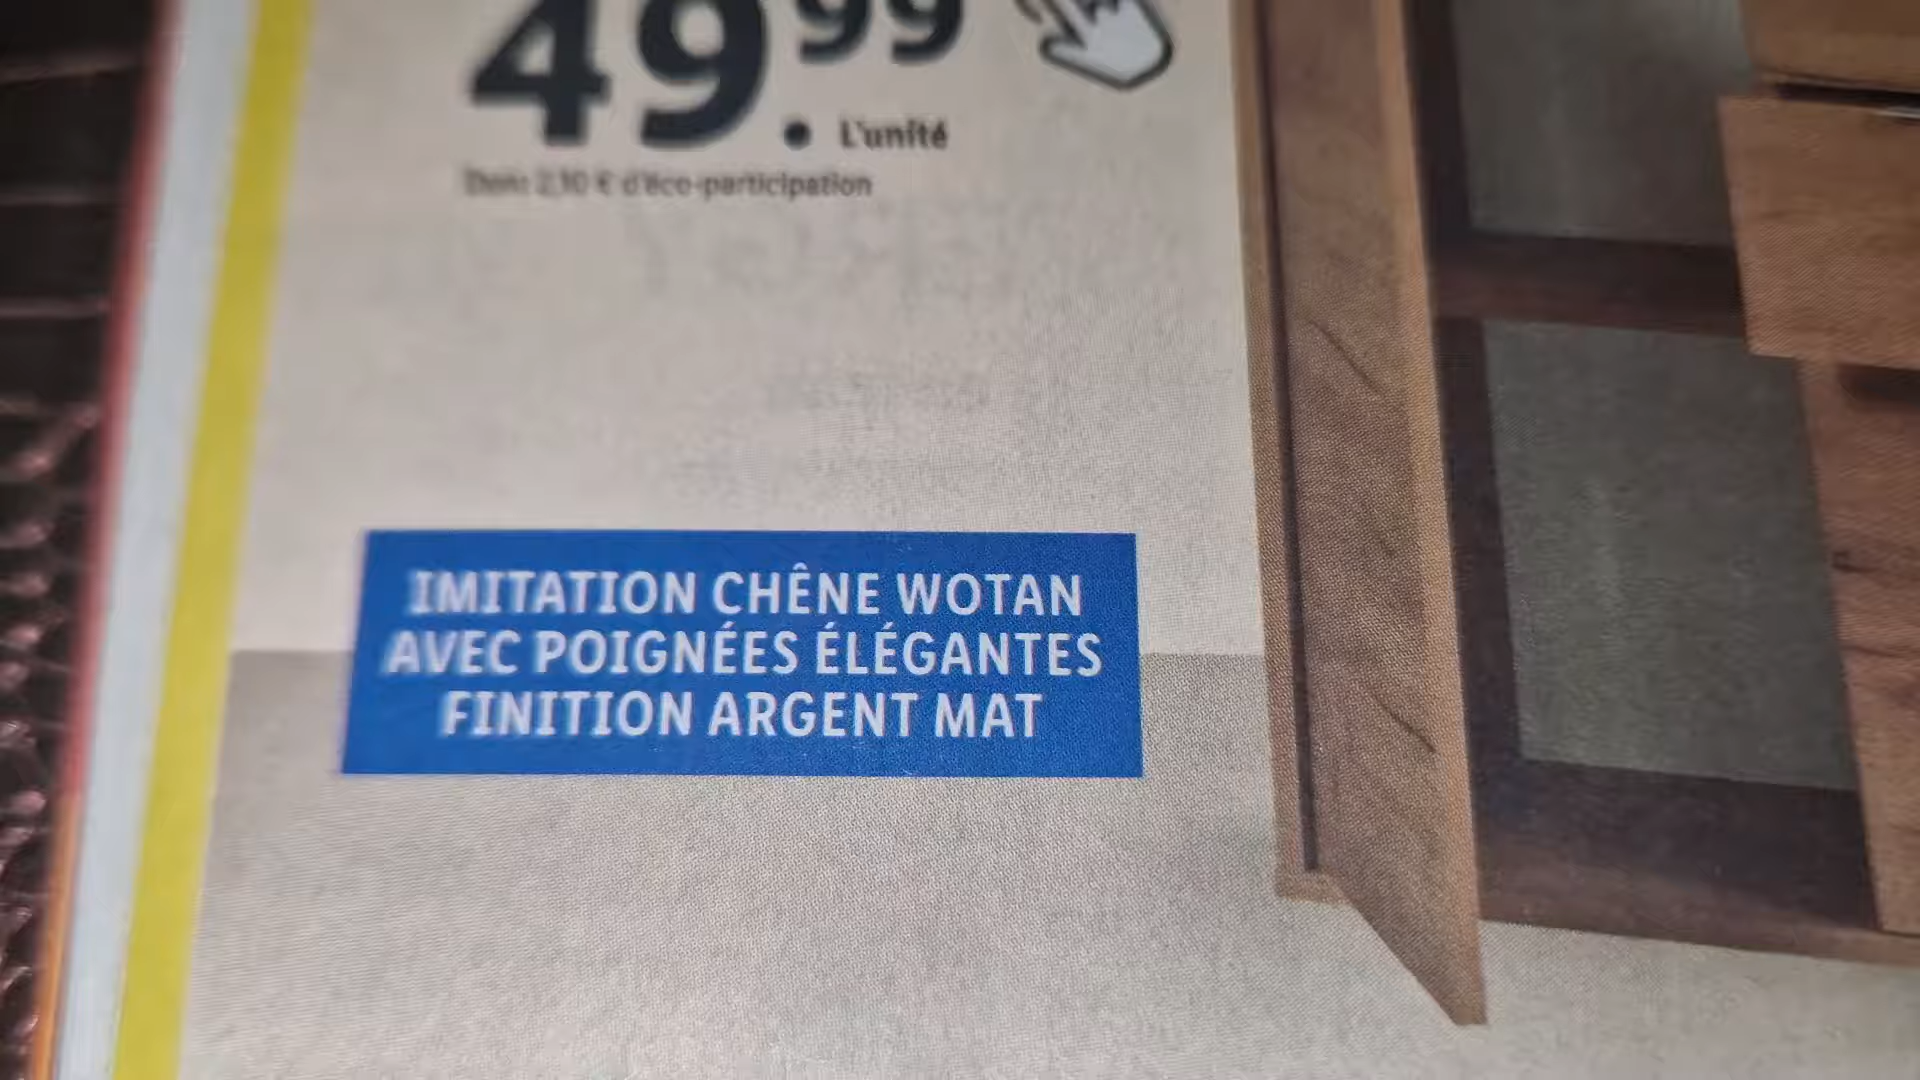 49.99
• L'unité
Dont 2,10 € d'éco-participation
IMITATION CHÊNE WOTAN
AVEC POIGNÉES ÉLÉGANTES
FINITION ARGENT MAT